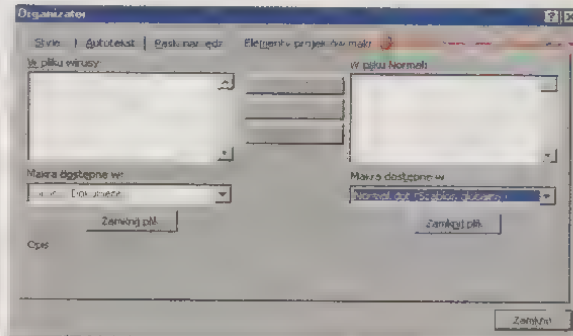 Organizator
Style Autotekst Paski narzędzi Elementy projektów makr
W pliku wirusy:
W pliku Normal:
Makra dostępne w:
Makra dostępne w:
Zamknij plik
Zamknij plik
Opis
Zamknij